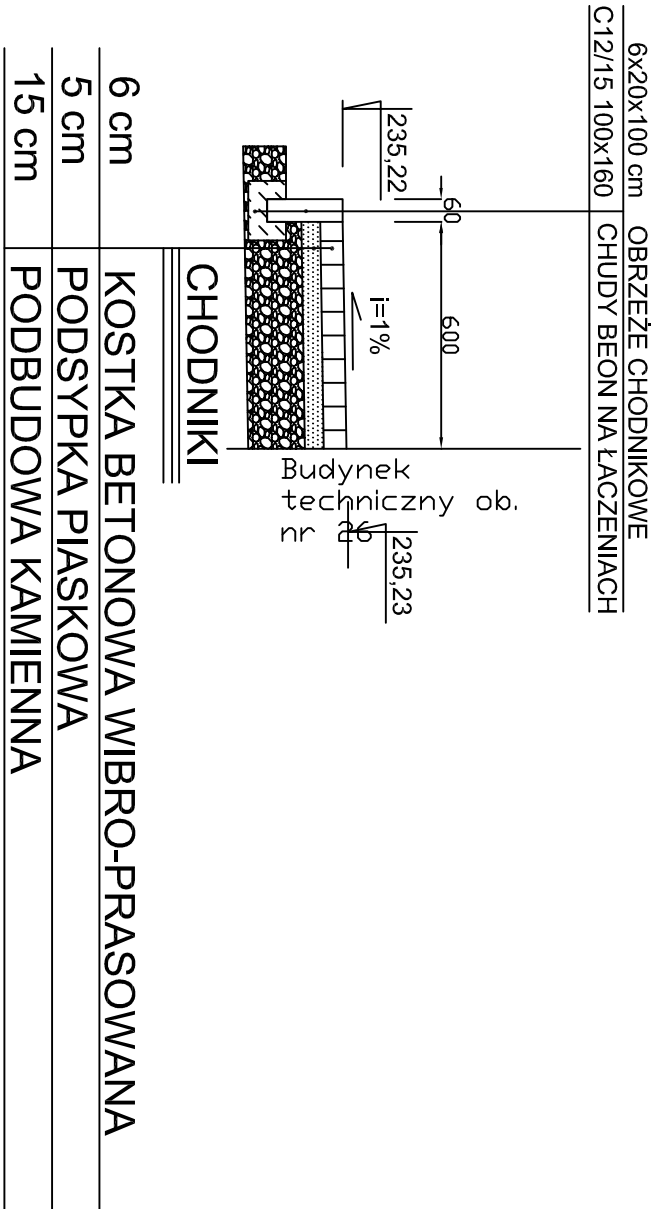 6x20x100 cm OBRZEŻE CHODNIKOWE
C12/15 100x160 CHUDY BEON NA ŁACZENIACH
60
600
235,22
i=1%
235,23
Budynek
techniczny ob.
nr 26
CHODNIKI
6 cm KOSTKA BETONOWA WIBRO-PRASOWANA
5 cm PODSYPKA PIASKOWA
15 cm PODBUDOWA KAMIENNA